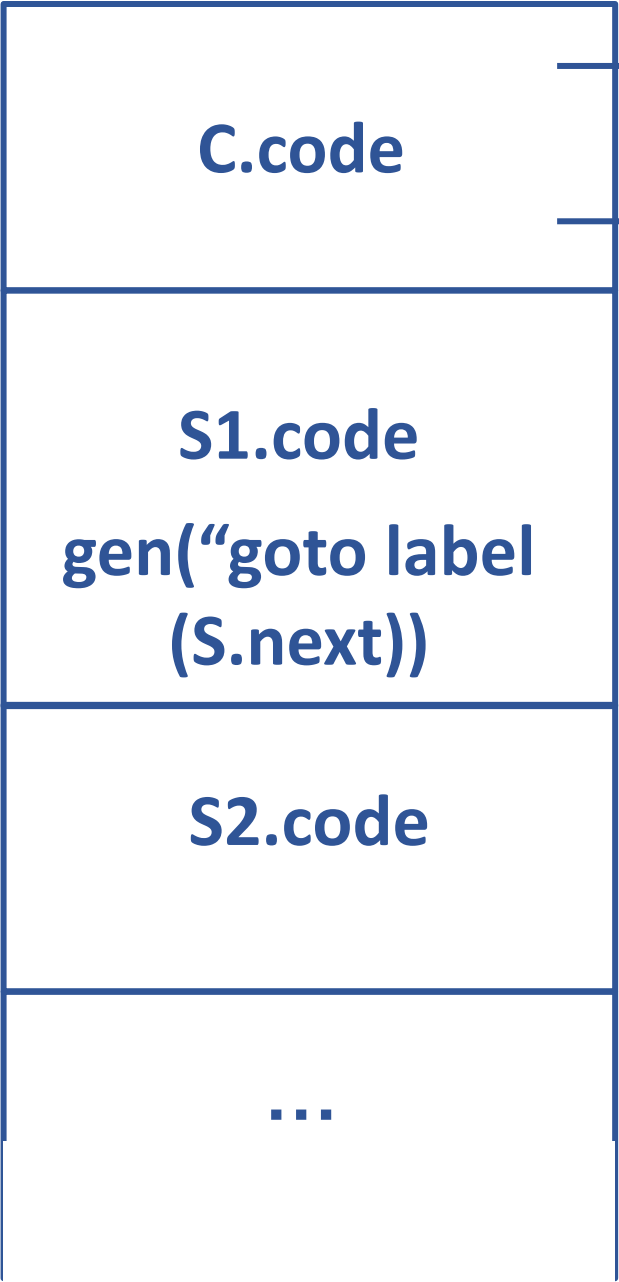 C.code
S1.code
gen(“goto label
(S.next))
S2.code
...